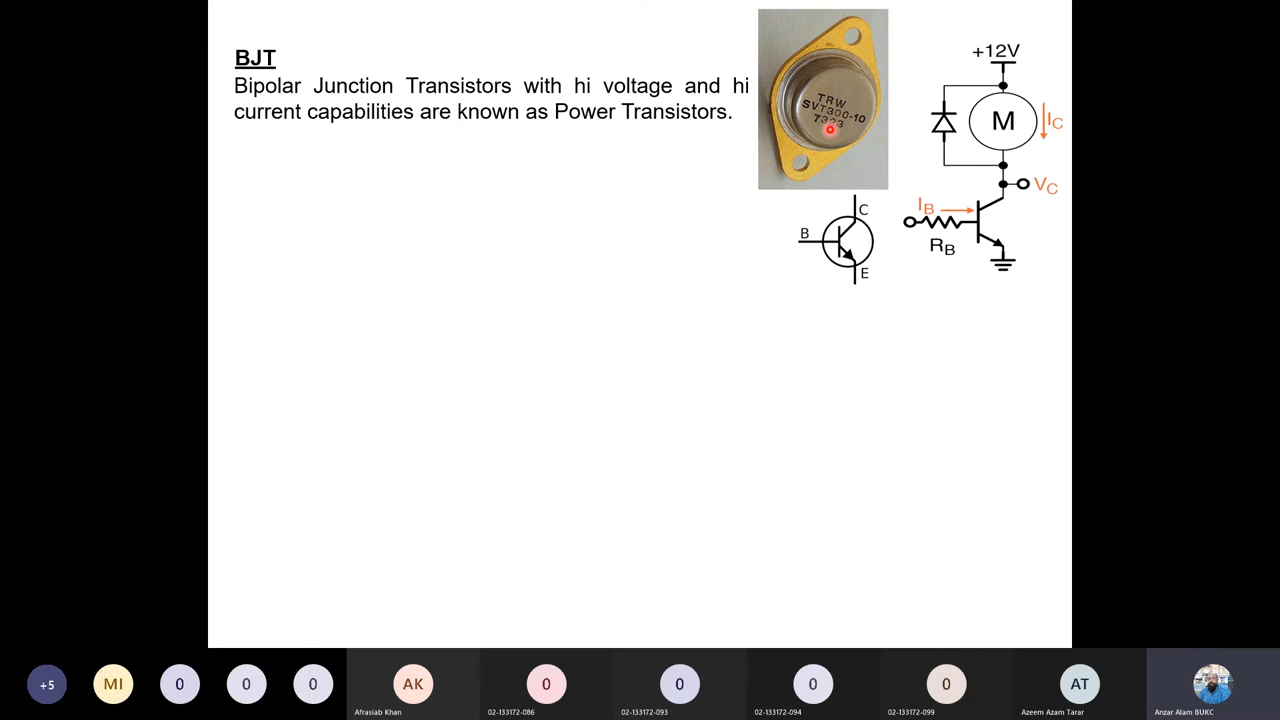 BJT
Bipolar Junction Transistors with hi voltage and hi
current capabilities are known as Power Transistors.
TRW
SVT300-10
+12V
M
IC
VC
IB
RB
C
B
E
+5
MI
0
0
0
AK
0
0
0
0
AT
Afrasiab Khan
02-133172-086
02-133172-093
02-133172-094
02-133172-099
Azeem Azam Tarar
Anzar Alam BUKC